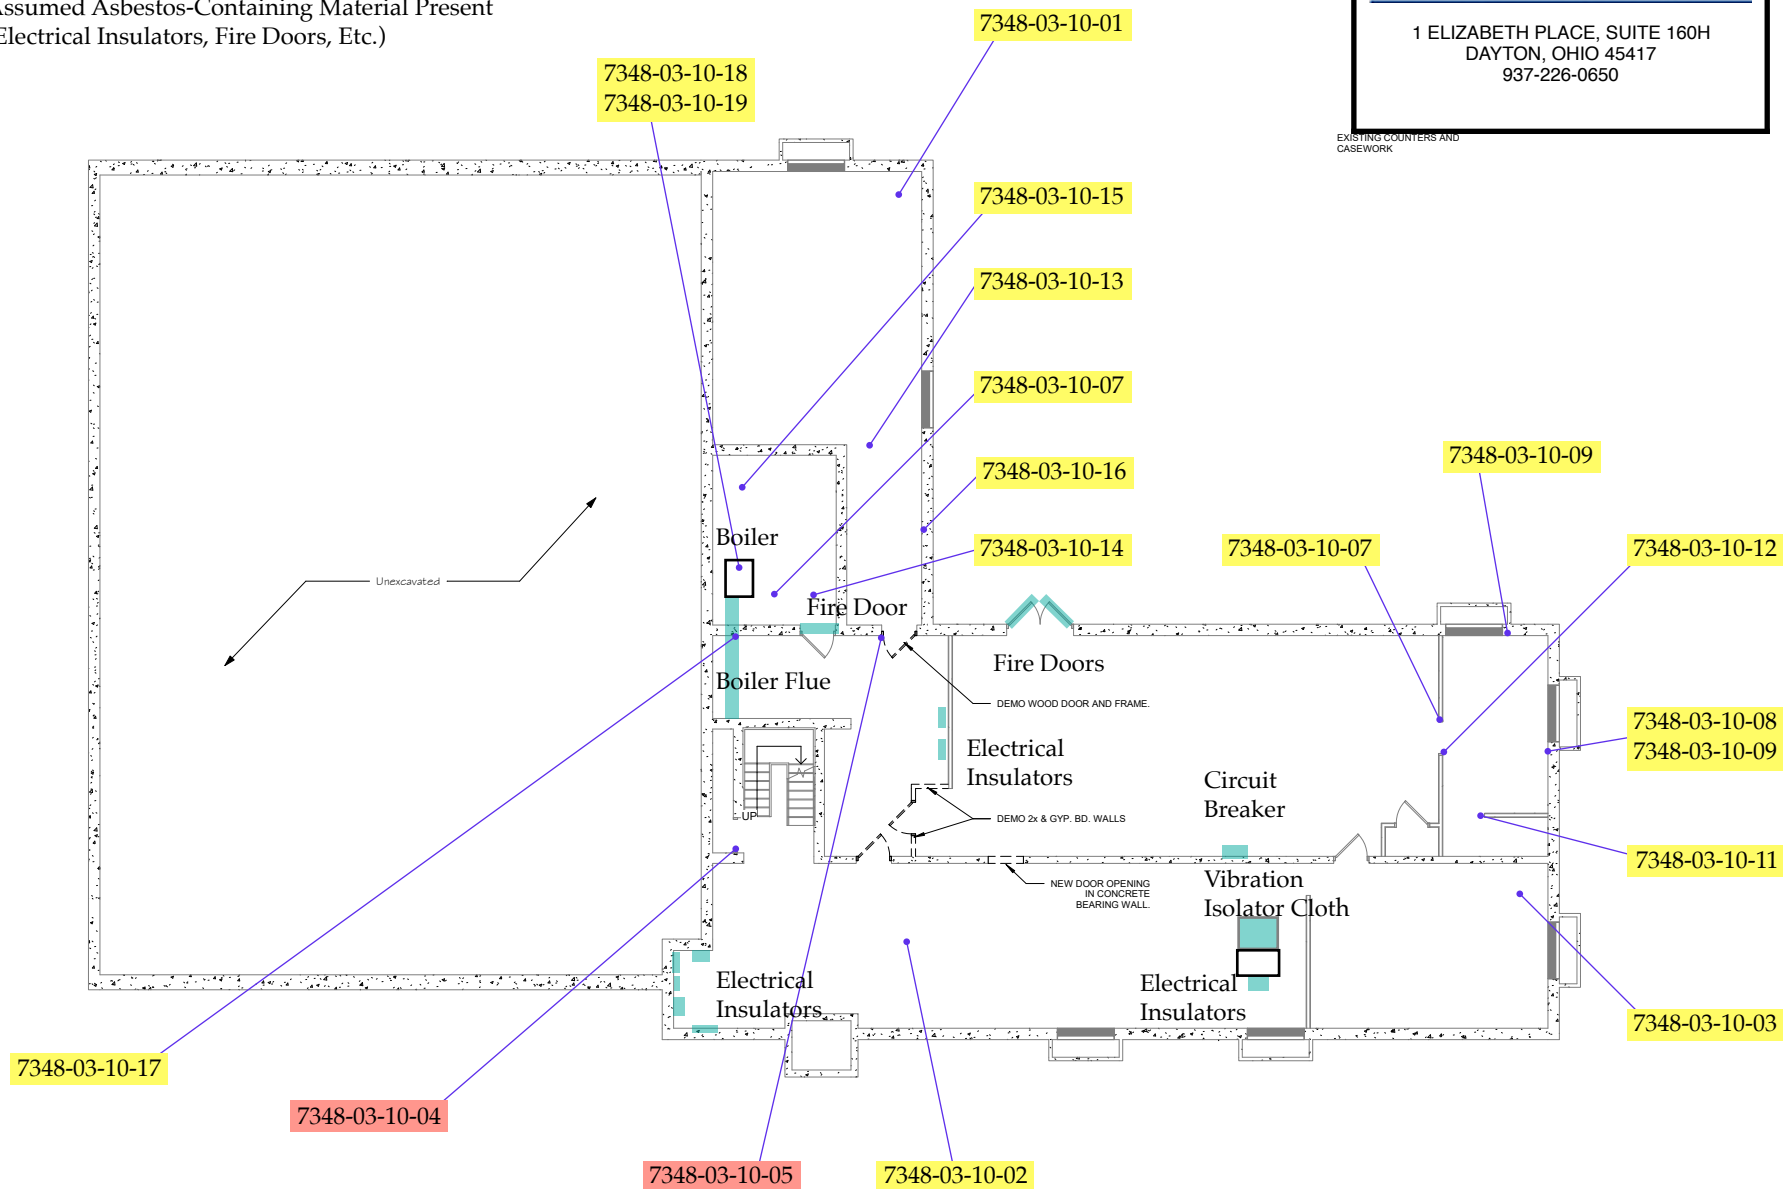 Assumed Asbestos-Containing Material Present
Electrical Insulators, Fire Doors, Etc.)
1 ELIZABETH PLACE, SUITE 160H
DAYTON, OHIO 45417
937-226-0650
EXISTING COUNTERS AND
CASEWORK
7348-03-10-01
7348-03-10-18
7348-03-10-19
7348-03-10-15
7348-03-10-13
7348-03-10-07
7348-03-10-16
7348-03-10-14
7348-03-10-09
7348-03-10-07
7348-03-10-12
Boiler
Unexcavated
Fire Door
Fire Doors
Boiler Flue
DEMO WOOD DOOR AND FRAME.
7348-03-10-08
7348-03-10-09
Electrical
Insulators
Circuit
Breaker
UP
DEMO 2x & GYP. BD. WALLS
7348-03-10-11
NEW DOOR OPENING
IN CONCRETE
BEARING WALL.
Vibration
Isolator Cloth
Electrical
Insulators
Electrical
Insulators
7348-03-10-03
7348-03-10-17
7348-03-10-04
7348-03-10-05
7348-03-10-02